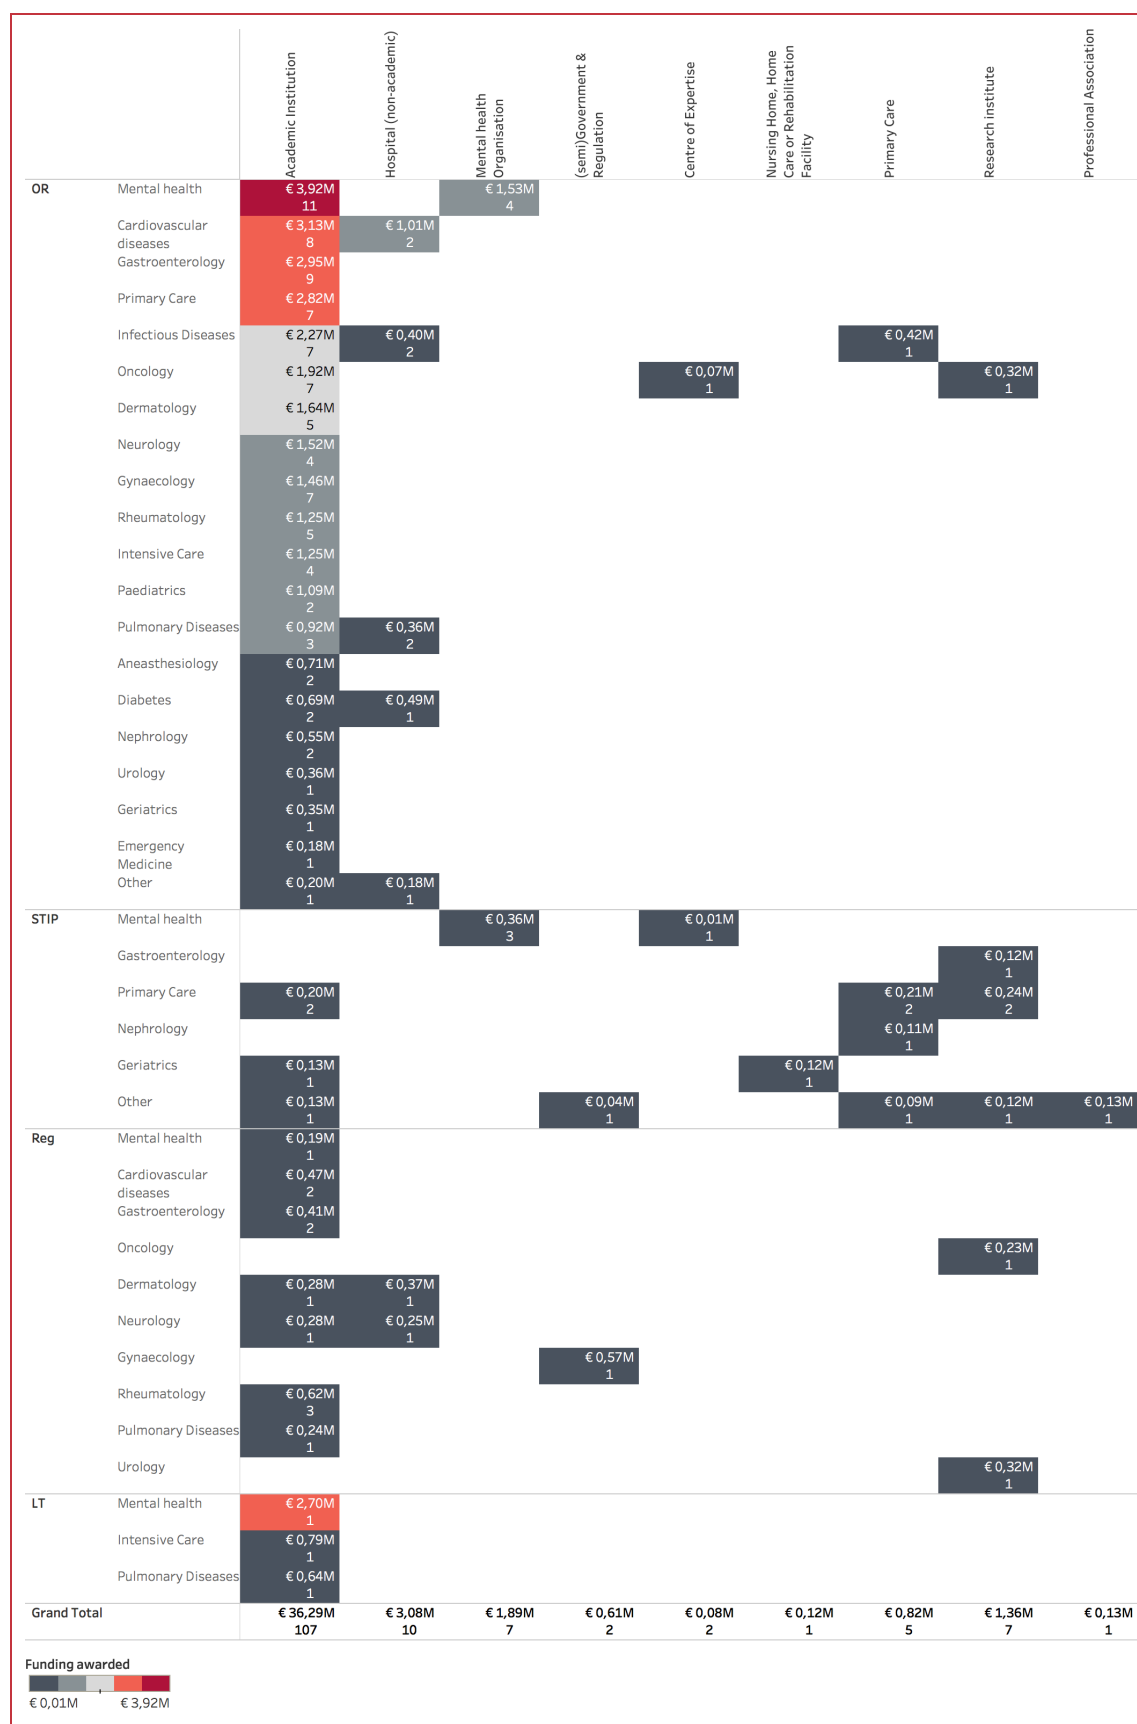 Academic Institution
Hospital (non-academic)
Mental health
Organisation
(semi)Government &
Regulation
Centre of Expertise
Nursing Home, Home
Care or Rehabilitation
Facility
Primary Care
Research institute
Professional Association
OR Mental health € 3,92M € 1,53M
11 4
Cardiovascular € 3,13M € 1,01M
diseases 8 2
Gastroenterology € 2,95M
9
Primary Care € 2,82M
7
Infectious Diseases € 2,27M € 0,40M € 0,42M
7 2 1
Oncology € 1,92M € 0,07M € 0,32M
7 1 1
Dermatology € 1,64M
5
Neurology € 1,52M
4
Gynaecology € 1,46M
7
Rheumatology € 1,25M
5
Intensive Care € 1,25M
4
Paediatrics € 1,09M
2
Pulmonary Diseases € 0,92M € 0,36M
3 2
Aneasthesiology € 0,71M
2
Diabetes € 0,69M € 0,49M
2 1
Nephrology € 0,55M
2
Urology € 0,36M
1
Geriatrics € 0,35M
1
Emergency € 0,18M
Medicine 1
Other € 0,20M € 0,18M
1 1
STIP Mental health € 0,36M € 0,01M
3 1
Gastroenterology € 0,12M
1
Primary Care € 0,20M € 0,21M € 0,24M
2 2 2
Nephrology € 0,11M
1
Geriatrics € 0,13M € 0,12M
1 1
Other € 0,13M € 0,04M € 0,09M € 0,12M € 0,13M
1 1 1 1 1
Reg Mental health € 0,19M
1
Cardiovascular € 0,47M
diseases 2
Gastroenterology € 0,41M
2
Oncology € 0,23M
1
Dermatology € 0,28M € 0,37M
1 1
Neurology € 0,28M € 0,25M
1 1
Gynaecology € 0,57M
1
Rheumatology € 0,62M
3
Pulmonary Diseases € 0,24M
1
Urology € 0,32M
1
LT Mental health € 2,70M
1
Intensive Care € 0,79M
1
Pulmonary Diseases € 0,64M
1
Grand Total € 36,29M € 3,08M € 1,89M € 0,61M € 0,08M € 0,12M € 0,82M € 1,36M € 0,13M
107 10 7 2 2 1 5 7 1
Funding awarded
€ 0,01M € 3,92M